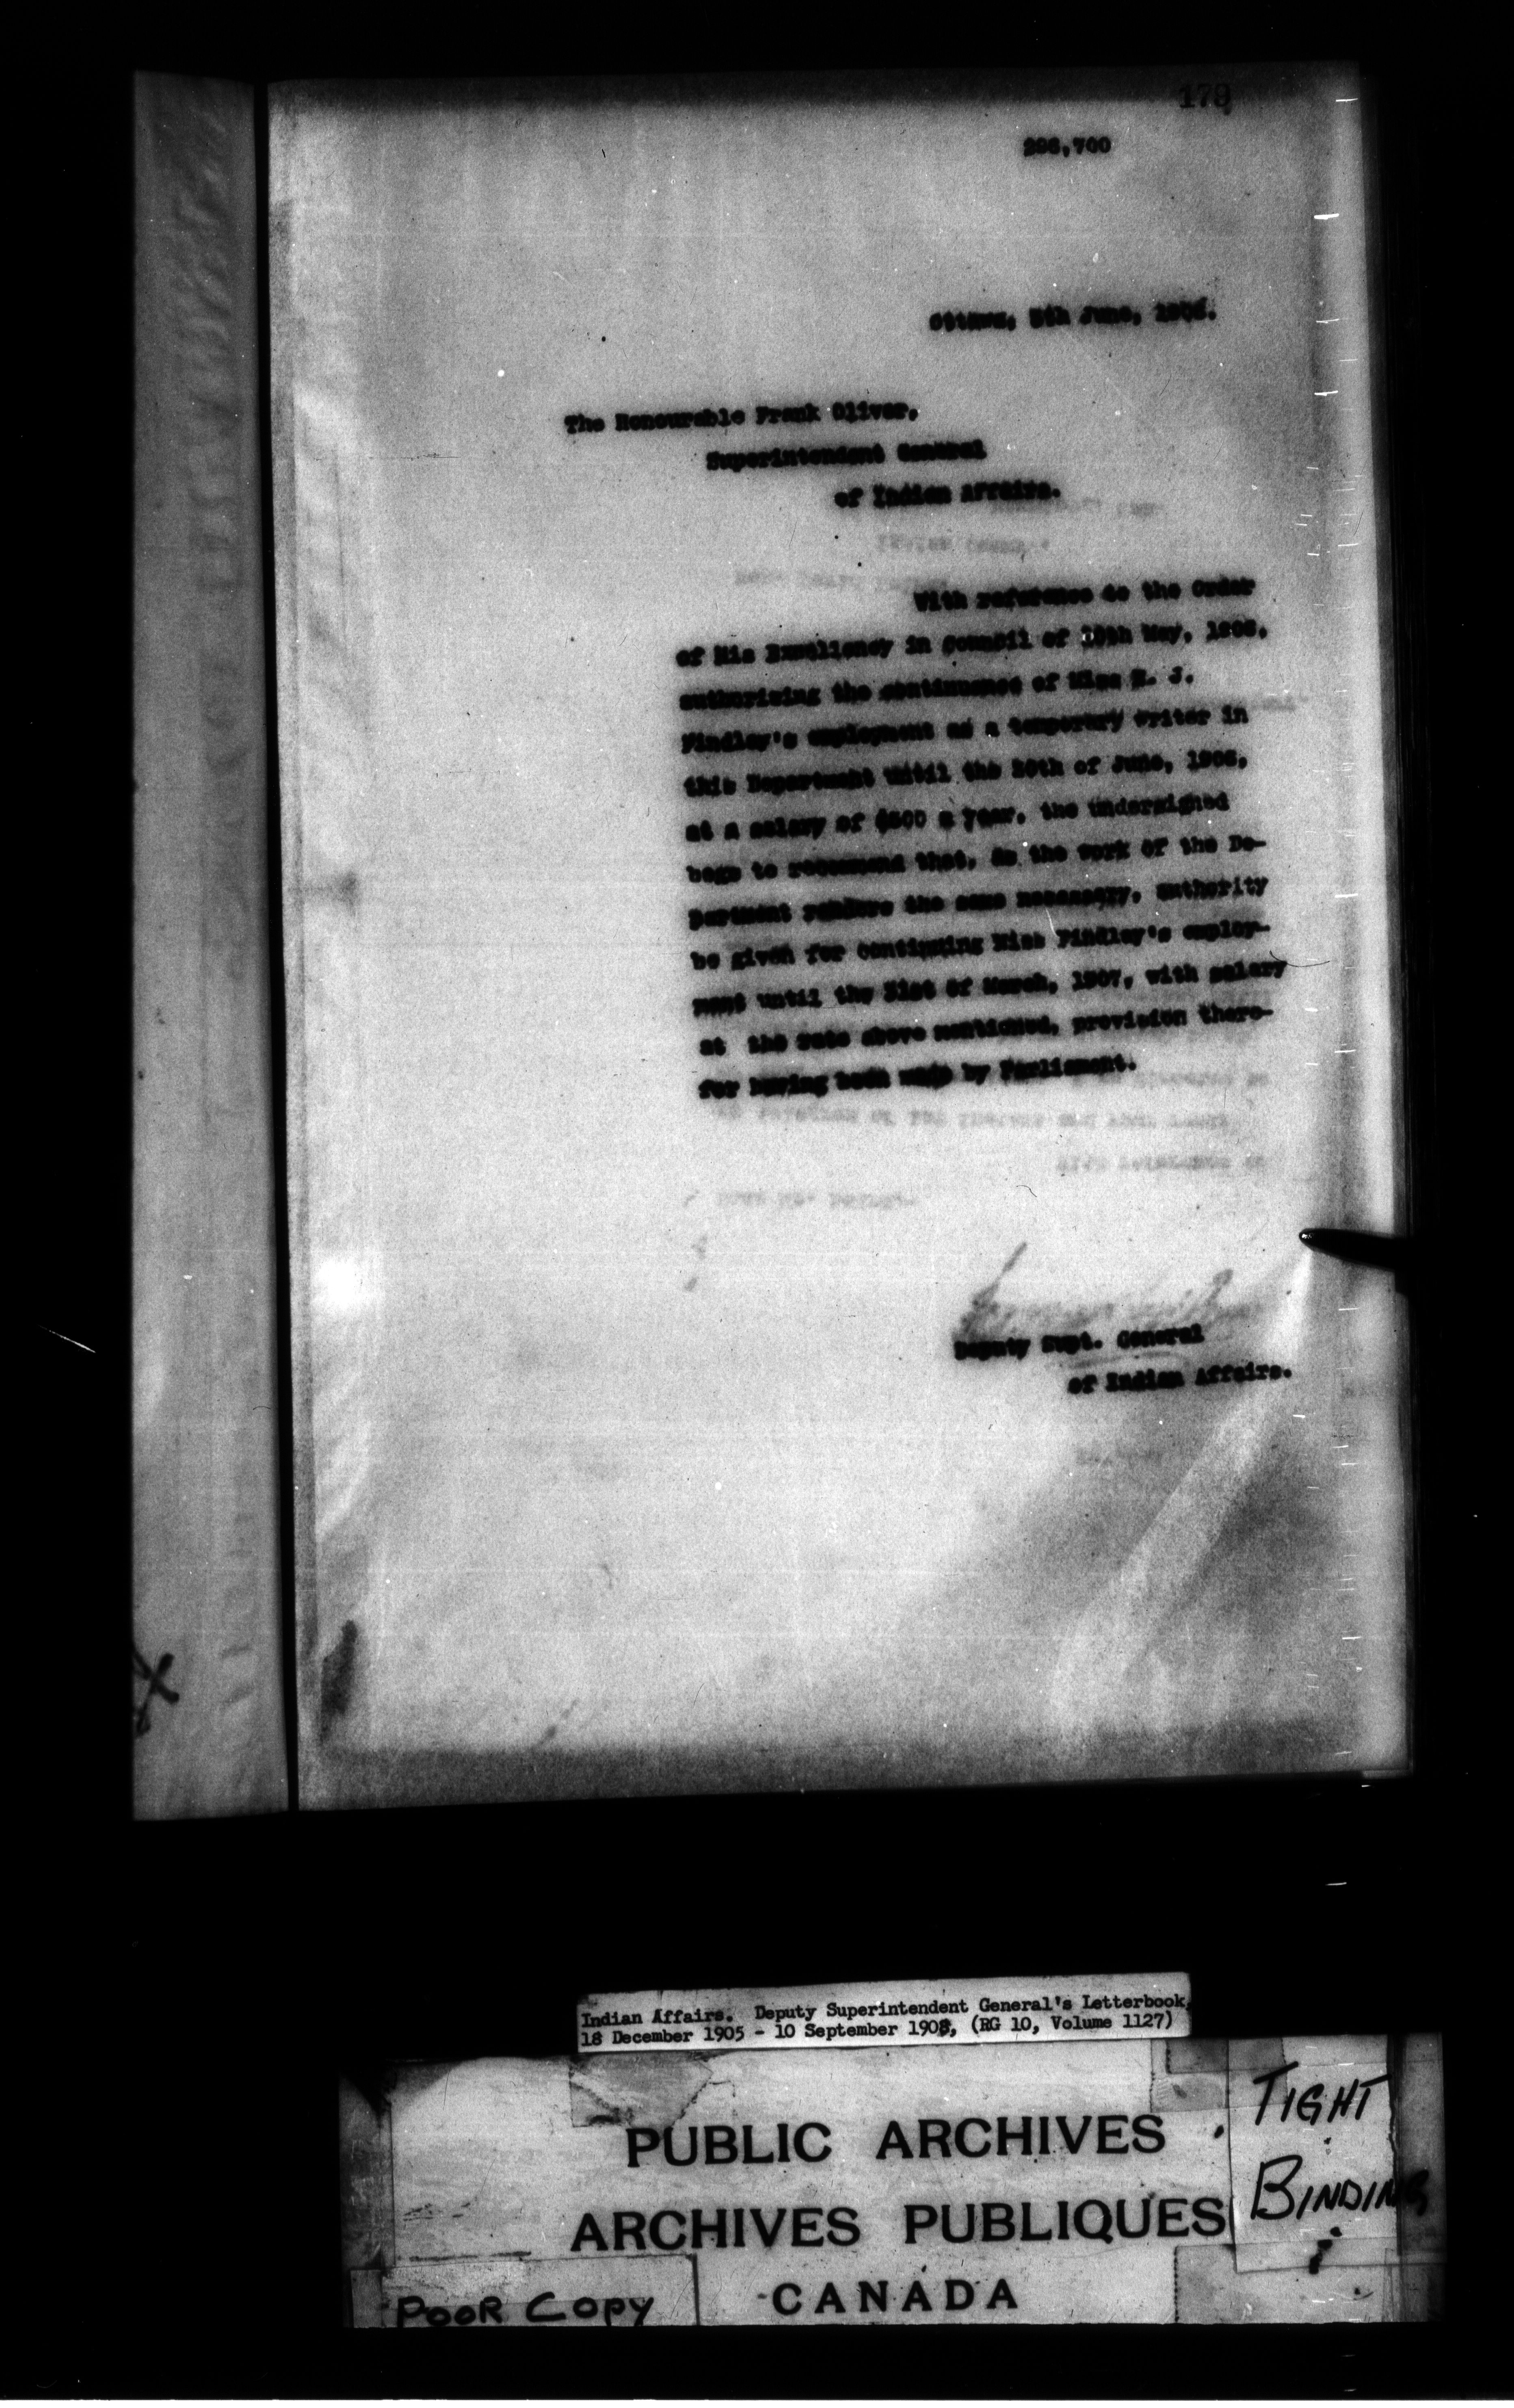 179
296,700
Ottawa, 5th June, 1906.
The Honourable Frank Oliver,
Superintendent General
of Indian Affairs.
With reference to the Order
of His Excellency in Council of May, 1906,
authorizing the continuance of Miss J.
Findlay's employment as a temporary writer in
this Department until the 30th of June, 1906,
at a salary of $500 a year, the undersigned
begs to recommend that, as the work of the De-
partment renders the same necessary, authority
be given for continuing Miss Findlay's employ-
ment until the 31st of March, 1907, with salary
at the rate above mentioned, provision there-
for having been made by Parliament.
Deputy Supt. General
of Indian Affairs.
Indian Affairs. Deputy Superintendent General's Letterbook,
18 December 1905 - 10 September 1908, (RG 10, Volume 1127)
PUBLIC ARCHIVES
ARCHIVES PUBLIQUES
CANADA
TIGHT
BINDING
POOR COPY